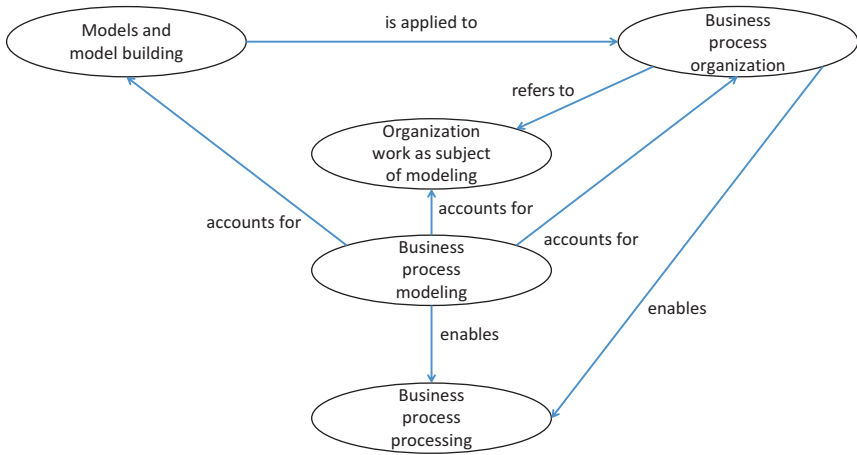 Models and
model building
is applied to
Business
process
organization
refers to
Organization
work as subject
of modeling
accounts for
accounts for
accounts for
Business
process
modeling
enables
enables
Business
process
processing